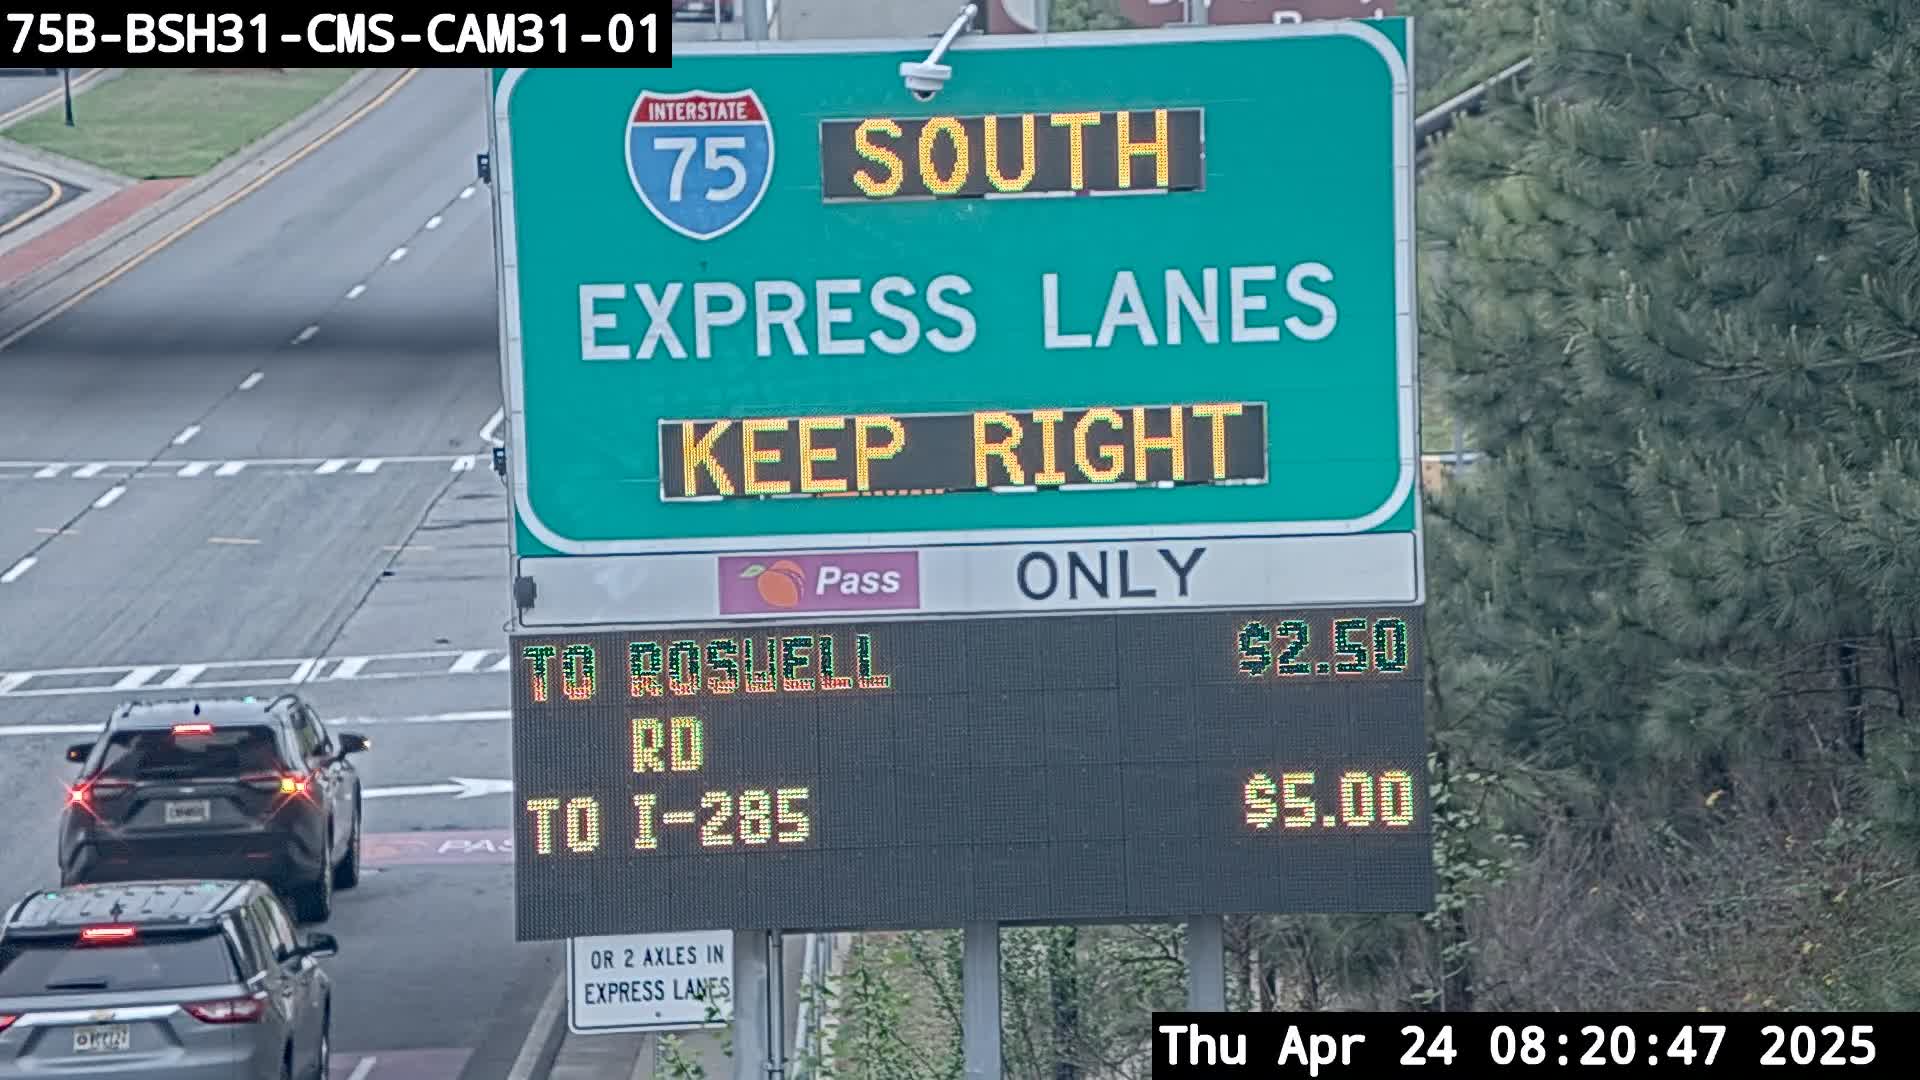 75B-BSH31-CMS-CAM31-01
INTERSTATE
75
SOUTH
EXPRESS LANES
KEEP RIGHT
Pass ONLY
TO ROSWELL $2.50
RD
TO I-285 $5.00
OR 2 AXLES IN
EXPRESS LANES
Thu Apr 24 08:20:47 2025